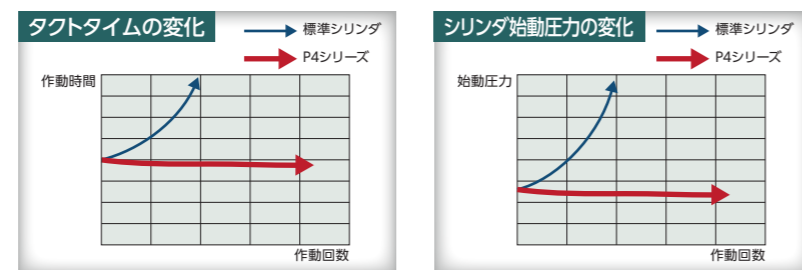 タクトタイムの変化
標準シリンダ
P4シリーズ
作動時間
作動回数
シリンダ始動圧力の変化
標準シリンダ
P4シリーズ
始動圧力
作動回数